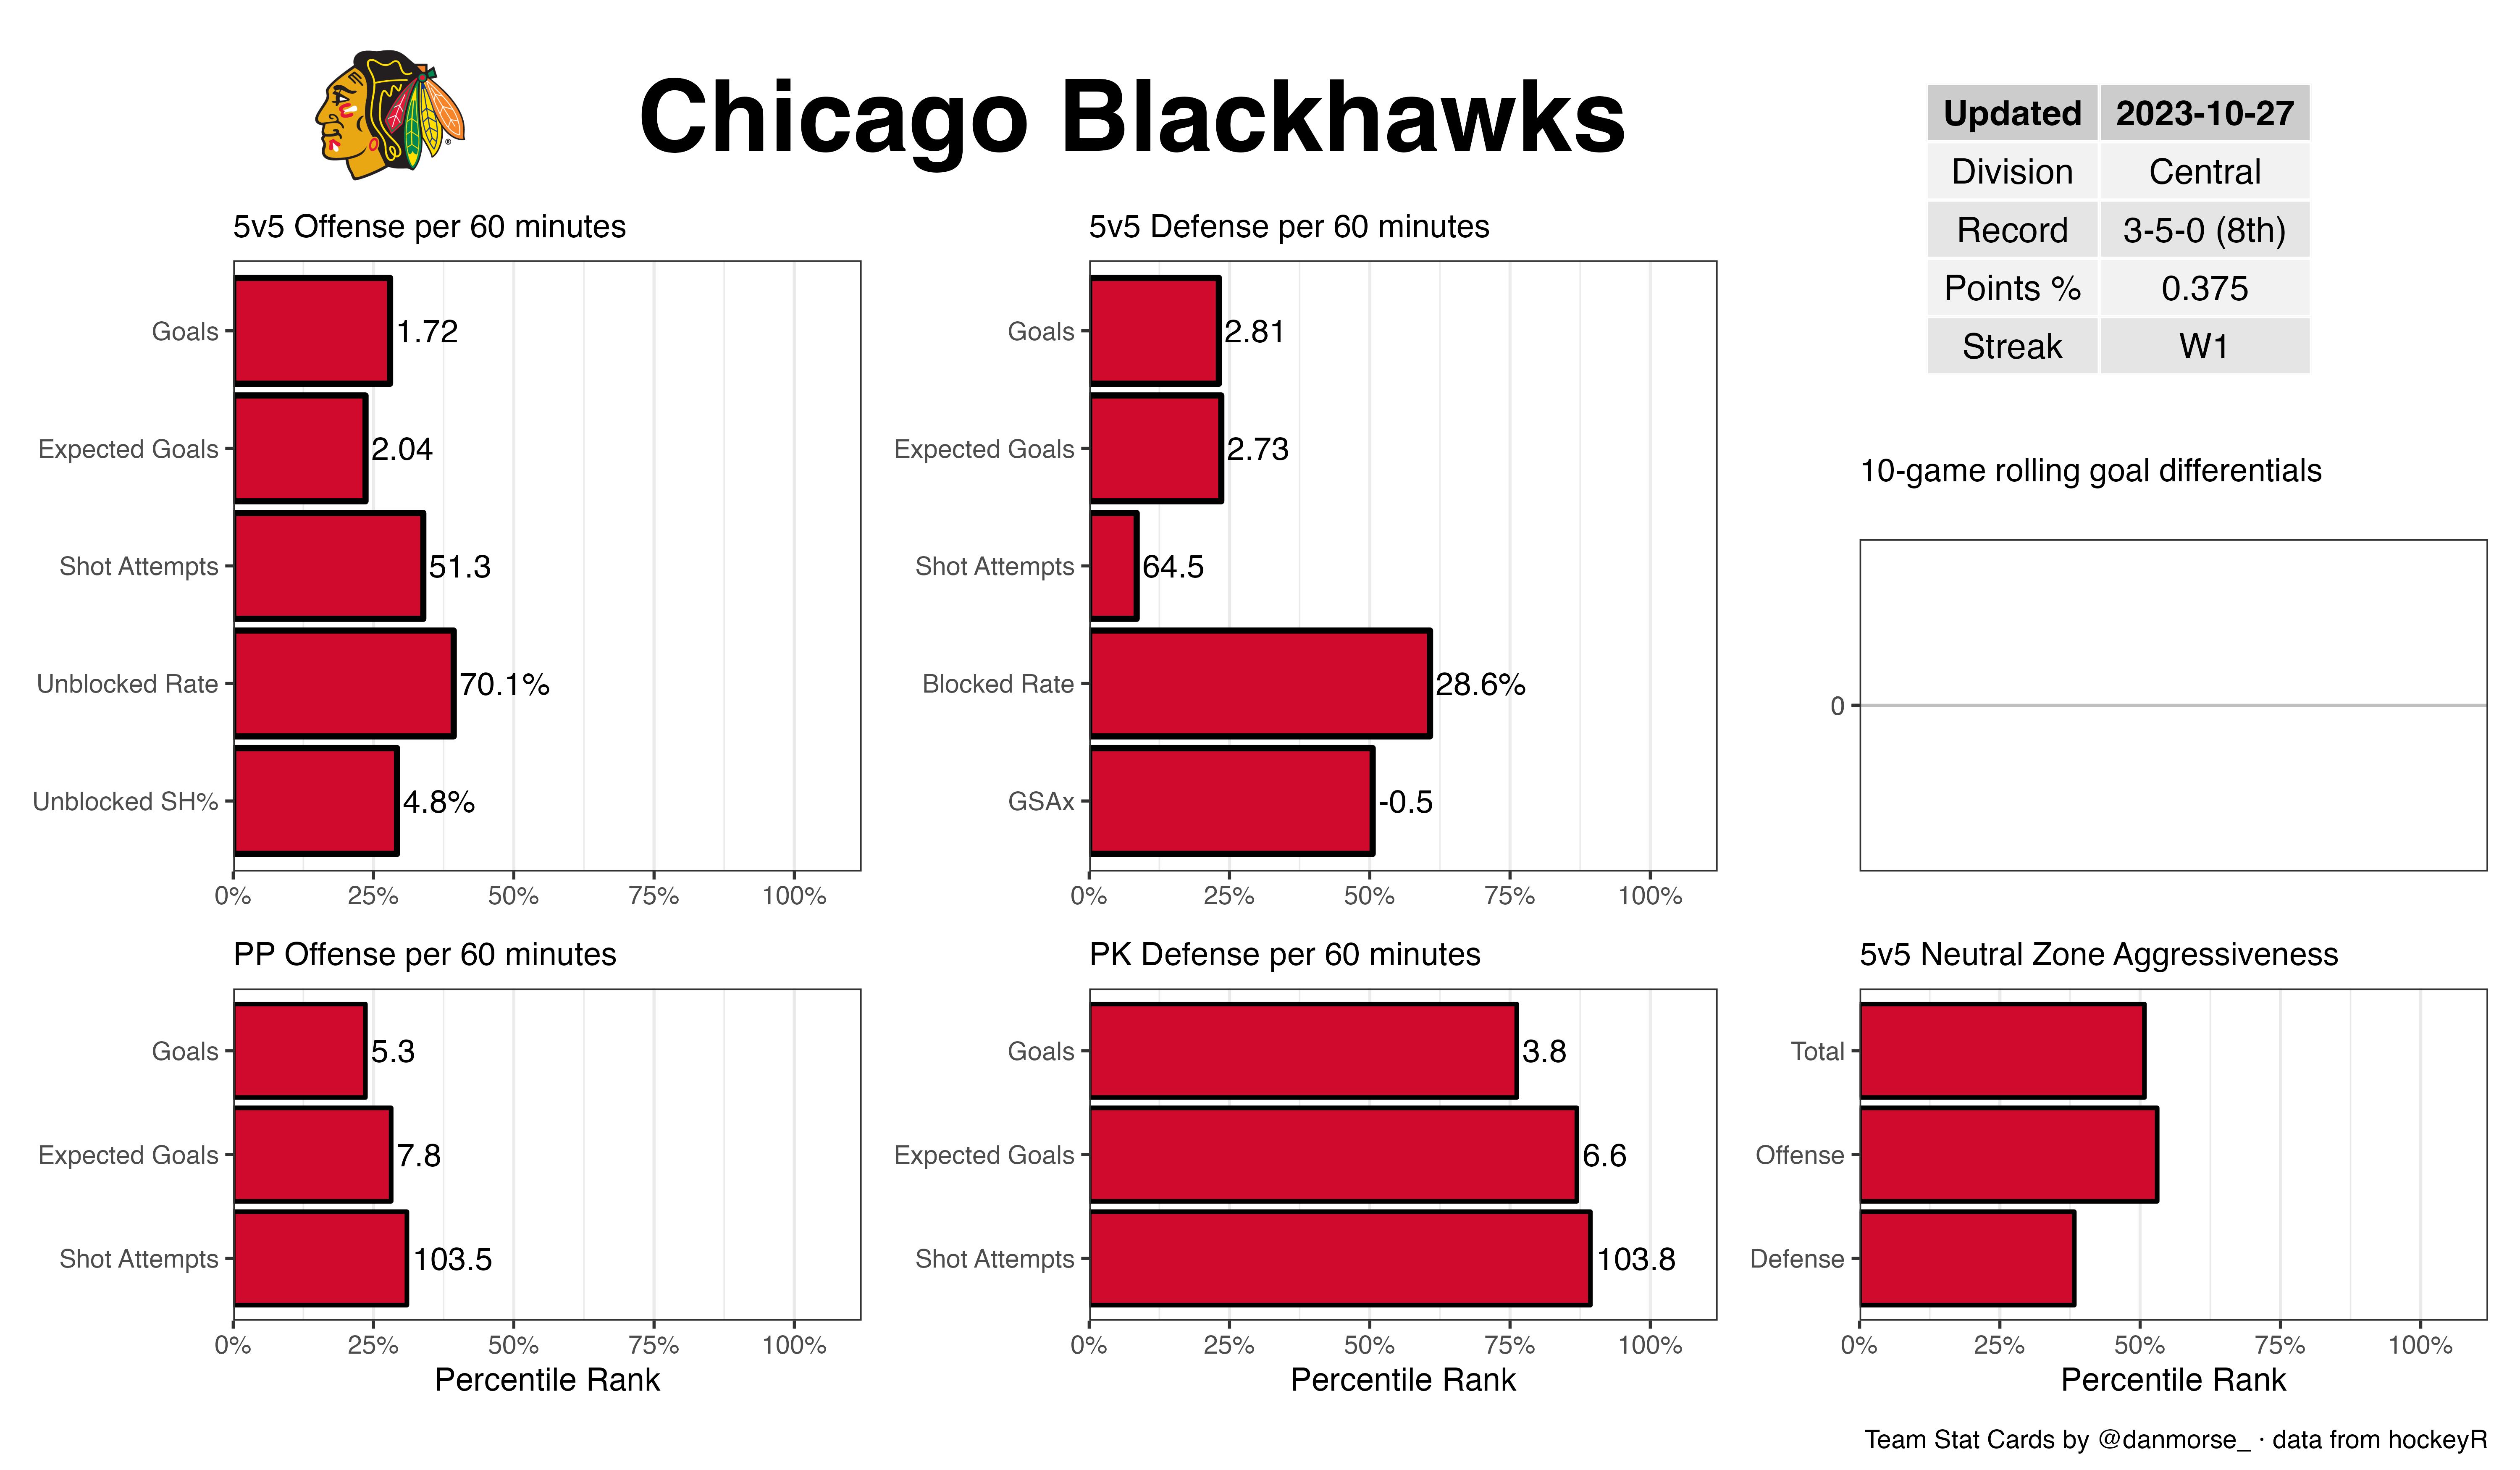 Chicago Blackhawks
Updated 2023-10-27
Division Central
Record 3-5-0 (8th)
Points % 0.375
Streak W1
5v5 Offense per 60 minutes
Goals 1.72
Expected Goals 2.04
Shot Attempts 51.3
Unblocked Rate 70.1%
Unblocked SH% 4.8%
0% 25% 50% 75% 100%
5v5 Defense per 60 minutes
Goals 2.81
Expected Goals 2.73
Shot Attempts 64.5
Blocked Rate 28.6%
GSAx -0.5
0% 25% 50% 75% 100%
10-game rolling goal differentials
0
PP Offense per 60 minutes
Goals 5.3
Expected Goals 7.8
Shot Attempts 103.5
0% 25% 50% 75% 100%
Percentile Rank
PK Defense per 60 minutes
Goals 3.8
Expected Goals 6.6
Shot Attempts 103.8
0% 25% 50% 75% 100%
Percentile Rank
5v5 Neutral Zone Aggressiveness
Total
Offense
Defense
0% 25% 50% 75% 100%
Percentile Rank
Team Stat Cards by @danmorse_ · data from hockeyR